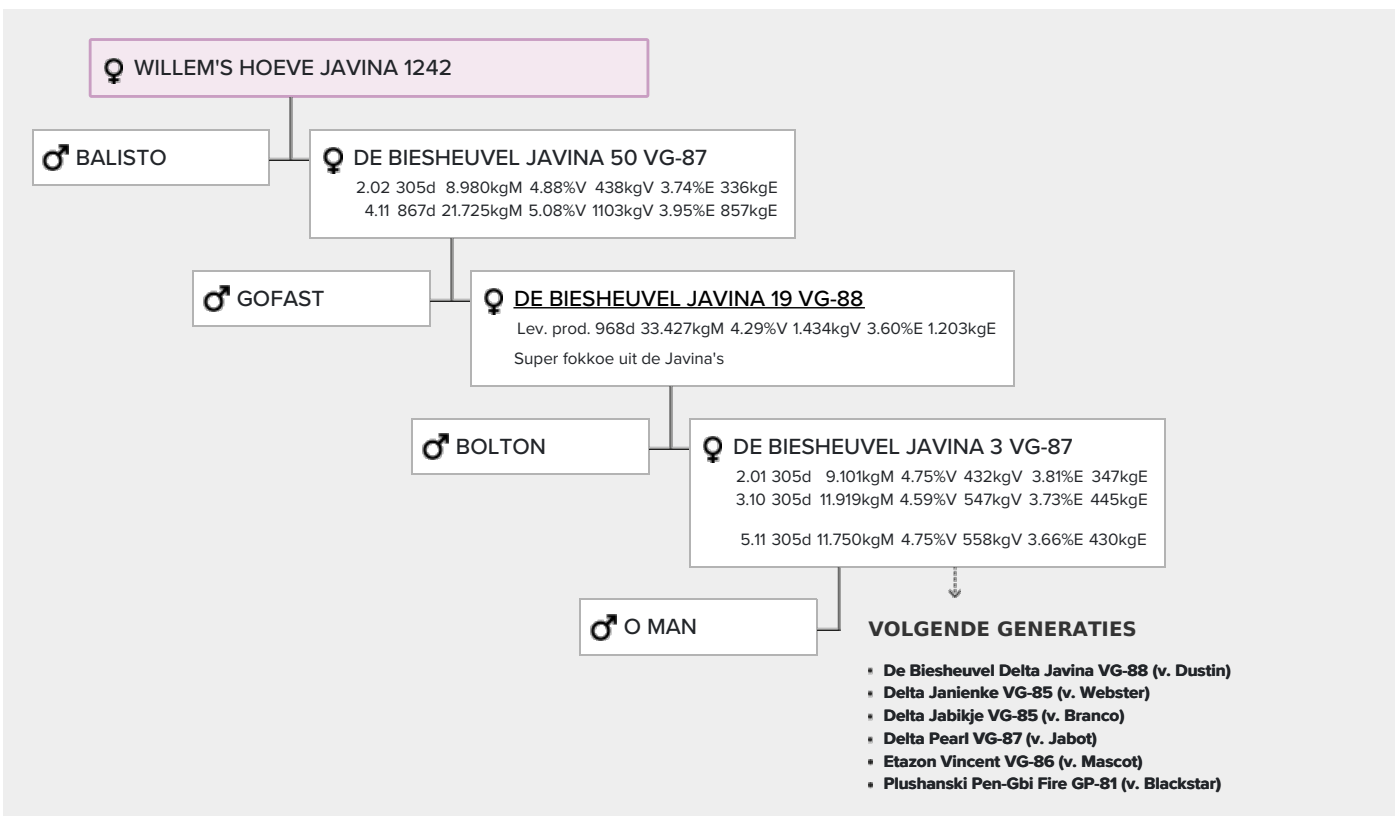 WILLEM'S HOEVE JAVINA 1242
BALISTO
DE BIESHEUVEL JAVINA 50 VG-87
2.02 305d 8.980kgM 4.88%V 438kgV 3.74%E 336kgE
4.11 867d 21.725kgM 5.08%V 1103kgV 3.95%E 857kgE
GOFAST
DE BIESHEUVEL JAVINA 19 VG-88
Lev. prod. 968d 33.427kgM 4.29%V 1.434kgV 3.60%E 1.203kgE
Super fokkoe uit de Javina's
BOLTON
DE BIESHEUVEL JAVINA 3 VG-87
2.01 305d 9.101kgM 4.75%V 432kgV 3.81%E 347kgE
3.10 305d 11.919kgM 4.59%V 547kgV 3.73%E 445kgE
5.11 305d 11.750kgM 4.75%V 558kgV 3.66%E 430kgE
O MAN
VOLGENDE GENERATIES
De Biesheuvel Delta Javina VG-88 (v. Dustin)
Delta Janienke VG-85 (v. Webster)
Delta Jabikje VG-85 (v. Branco)
Delta Pearl VG-87 (v. Jabot)
Etazon Vincent VG-86 (v. Mascot)
Plushanski Pen-Gbi Fire GP-81 (v. Blackstar)